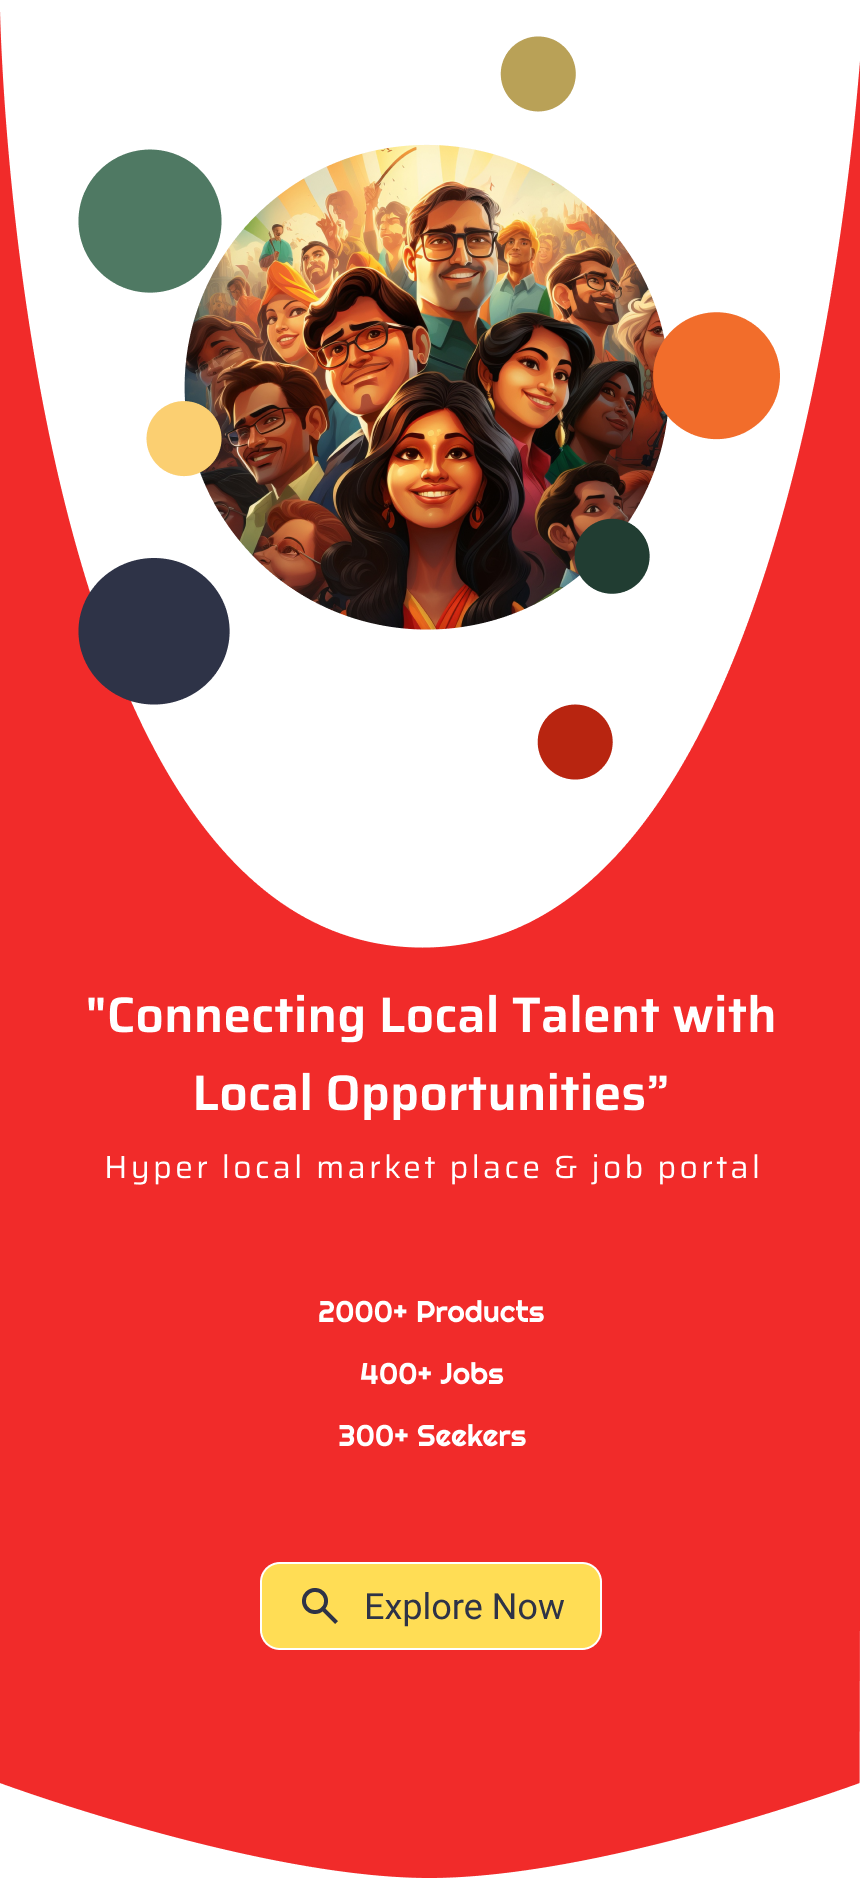 "Connecting Local Talent with
Local Opportunities”
Hyper local market place & job portal
2000+ Products
400+ Jobs
300+ Seekers
Explore Now